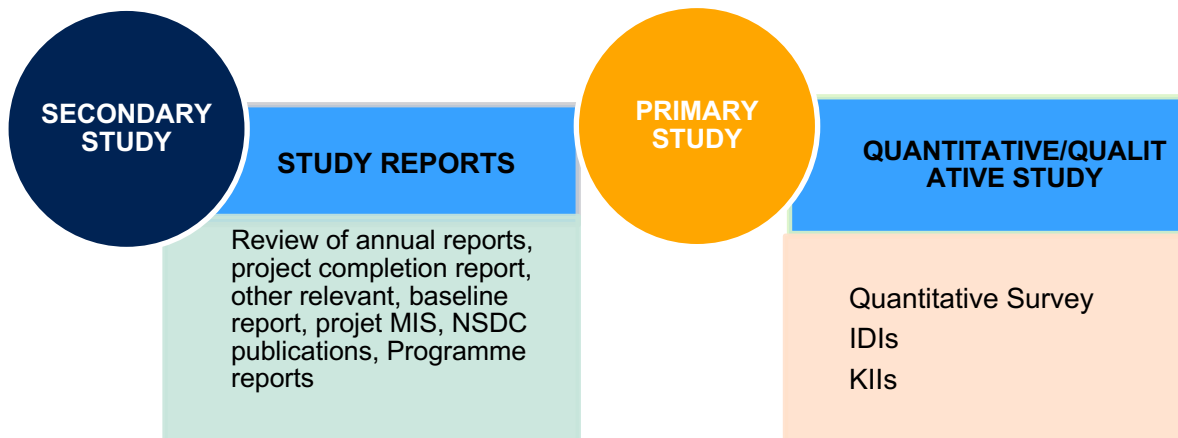 SECONDARY
STUDY
STUDY REPORTS
Review of annual reports,
project completion report,
other relevant, baseline
report, projet MIS, NSDC
publications, Programme
reports
PRIMARY
STUDY
QUANTITATIVE/QUALIT
ATIVE STUDY
Quantitative Survey
IDIs
KIIs